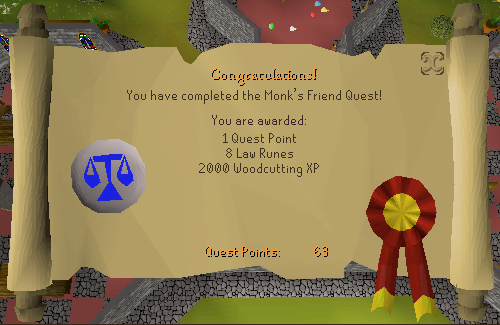 Congratulations!
You have completed the Monk's Friend Quest!
You are awarded:
1 Quest Point
8 Law Runes
2000 Woodcutting XP
Quest Points: 63